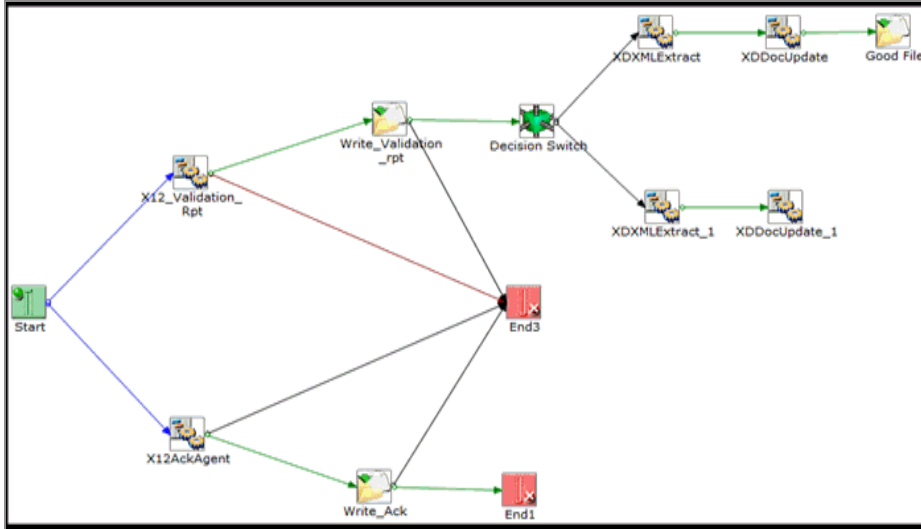 XDXMLExtract
XDDocUpdate
Good File
Write_Validation
_rpt
Decision Switch
X12_Validation_
Rpt
XDXMLExtract_1
XDDocUpdate_1
Start
End3
X12AckAgent
Write_Ack
End1